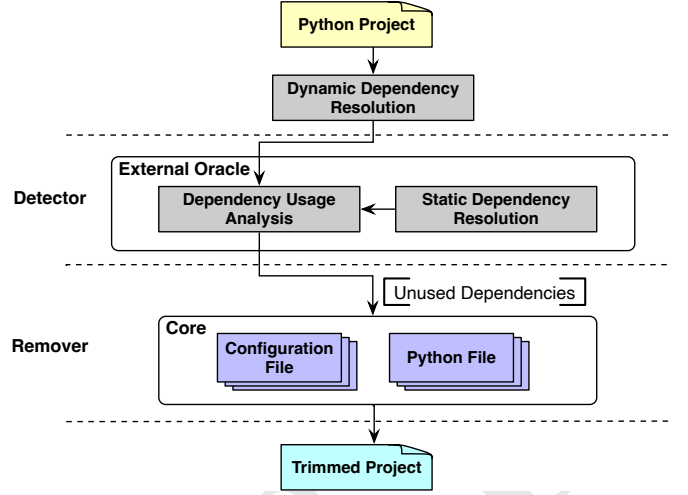 Python Project
Dynamic Dependency
Resolution
External Oracle
Detector
Dependency Usage
Analysis
Static Dependency
Resolution
Unused Dependencies
Core
Remover
Configuration
File
Python File
Trimmed Project